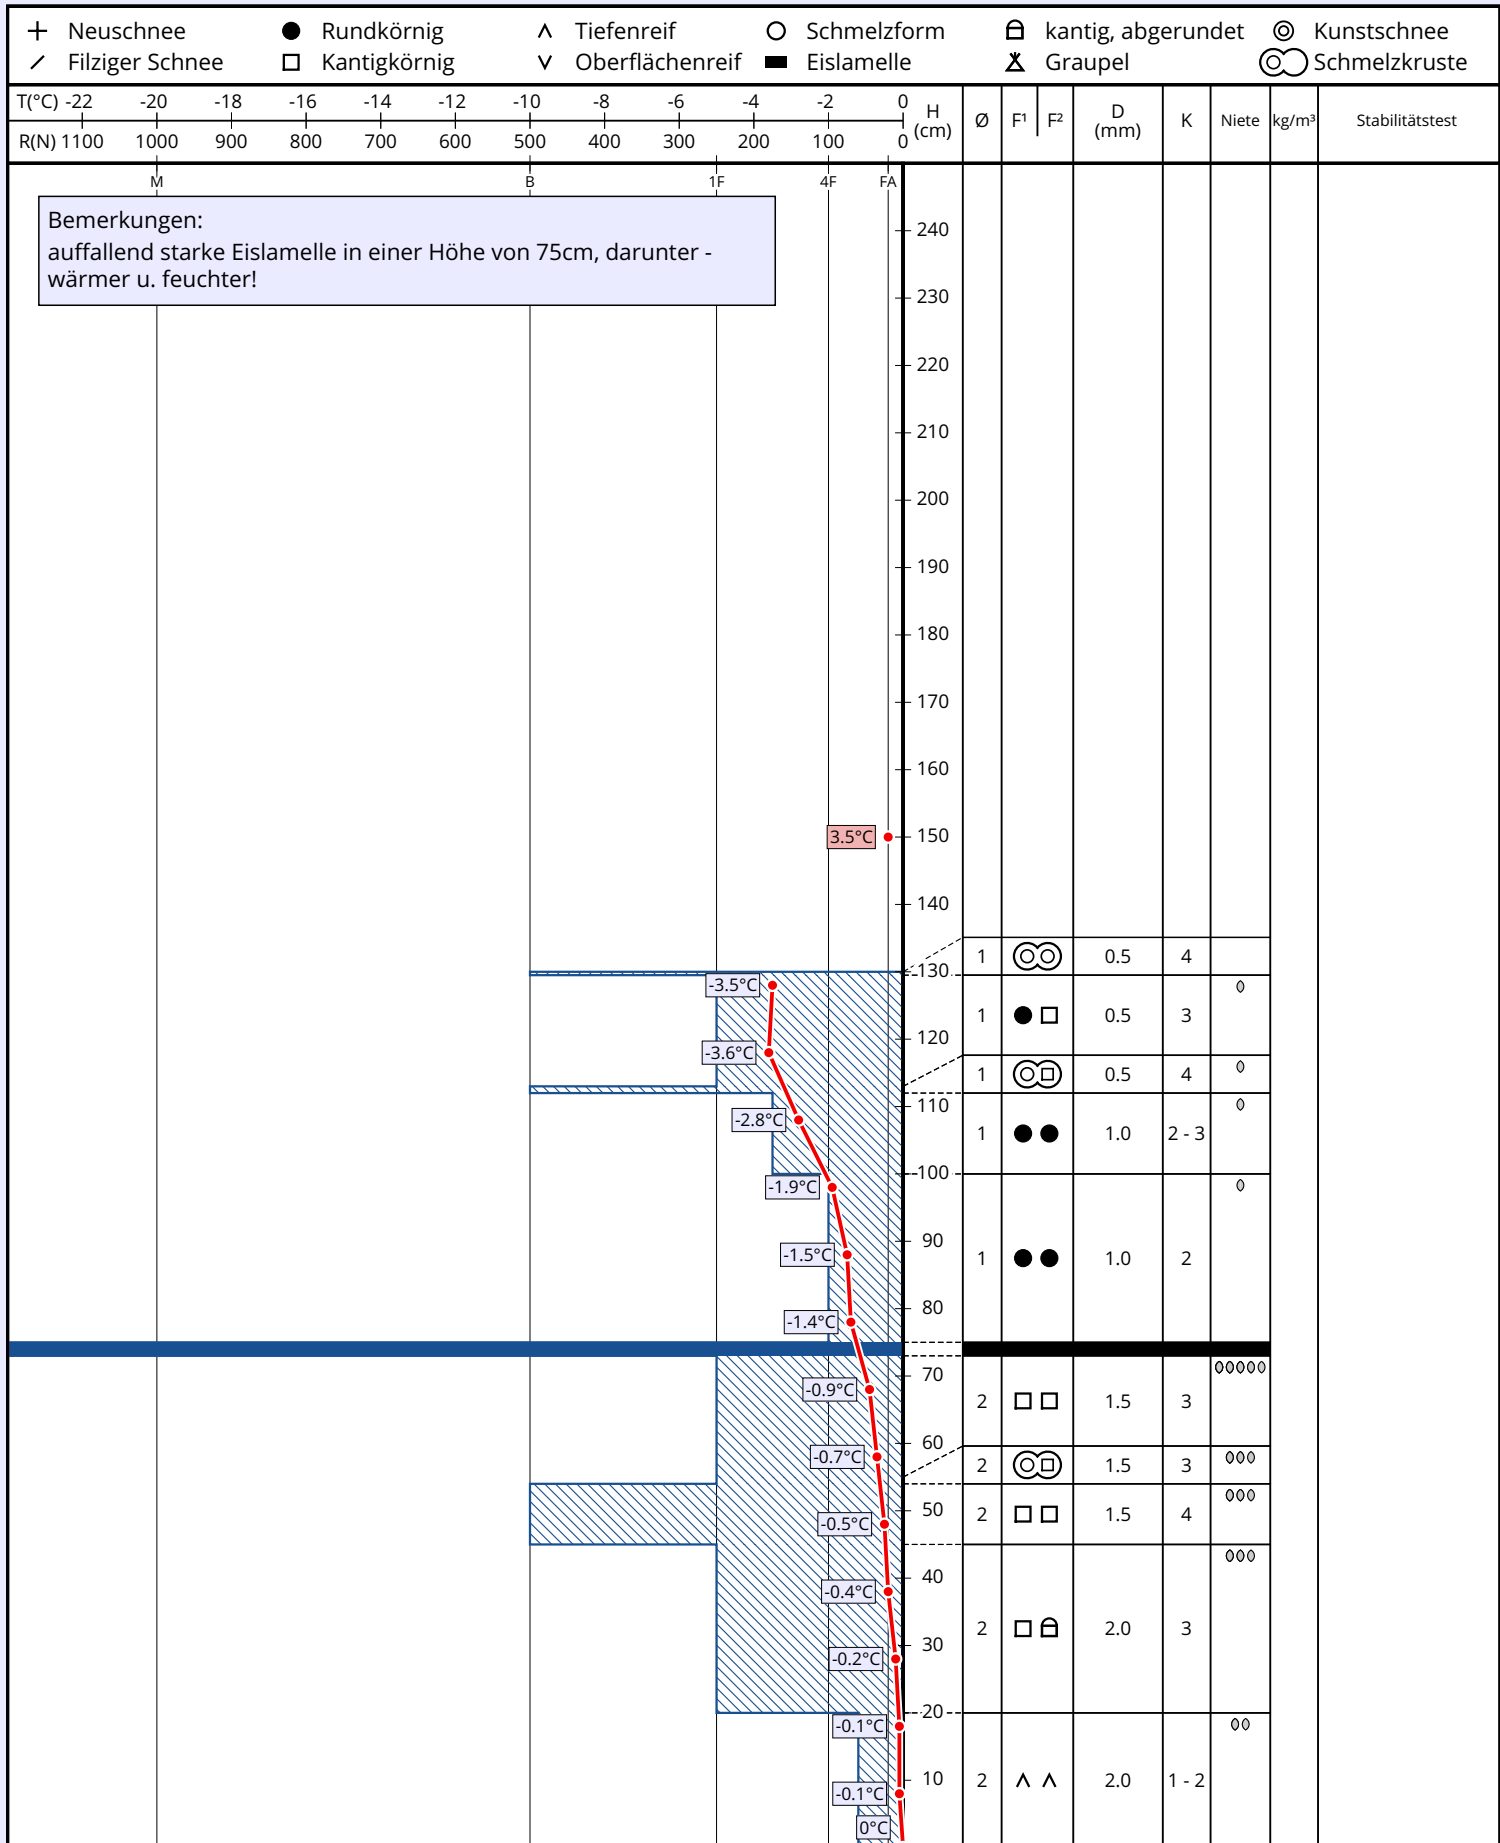 Neuschnee Rundkörnig Tiefenreif Schmelzform kantig, abgerundet Kunstschnee
Filziger Schnee Kantigkörnig Oberflächenreif Eislamelle Graupel Schmelzkruste
T(°C) -22 -20 -18 -16 -14 -12 -10 -8 -6 -4 -2 0
R(N) 1100 1000 900 800 700 600 500 400 300 200 100 0
H (cm) Ø F¹ F² D (mm) K Niete kg/m³ Stabilitätstest
M B 1F 4F FA
Bemerkungen:
auffallend starke Eislamelle in einer Höhe von 75cm, darunter -
wärmer u. feuchter!
240
230
220
210
200
190
180
170
160
3.5°C 150
140
1 0.5 4
130
-3.5°C
1 0.5 3
120
-3.6°C
1 0.5 4
110
-2.8°C
1 1.0 2 - 3
100
-1.9°C
90
-1.5°C 1 1.0 2
80
-1.4°C
70
-0.9°C 2 1.5 3
60
-0.7°C 2 1.5 3
50
-0.5°C 2 1.5 4
40
-0.4°C
2 2.0 3
30
-0.2°C
20
-0.1°C
10 2 2.0 1 - 2
-0.1°C
0°C